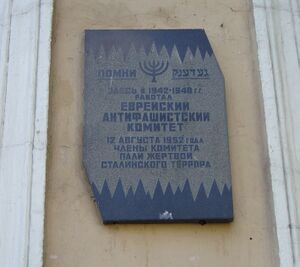 ПОМНИ געדענק
ЗДЕСЬ В 1942-1948 г.г.
РАБОТАЛ
ЕВРЕЙСКИЙ
АНТИФАШИСТСКИЙ
КОМИТЕТ
12 АВГУСТА 1952 ГОДА
ЧЛЕНЫ КОМИТЕТА
ПАЛИ ЖЕРТВОЙ
СТАЛИНСКОГО ТЕРРОРА